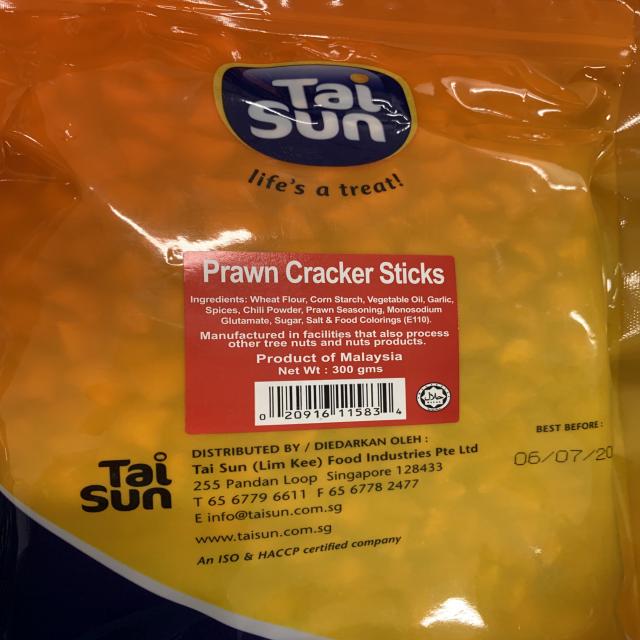 Tai
Sun
life's a treat!
Prawn Cracker Sticks
Ingredients: Wheat Flour, Corn Starch, Vegetable Oil, Garlic,
Spices, Chili Powder, Prawn Seasoning, Monosodium
Glutamate, Sugar, Salt & Food Colorings (E110).
Manufactured in facilities that also process
other tree nuts and nuts products.
Product of Malaysia
Net Wt : 300 gms
0 20916 11583 4
BEST BEFORE :
06/07/20
DISTRIBUTED BY / DIEDARKAN OLEH :
Tai Sun (Lim Kee) Food Industries Pte Ltd
255 Pandan Loop Singapore 128433
T 65 6779 6611 F 65 6778 2477
E info@taisun.com.sg
www.taisun.com.sg
An ISO & HACCP certified company
Tai
Sun